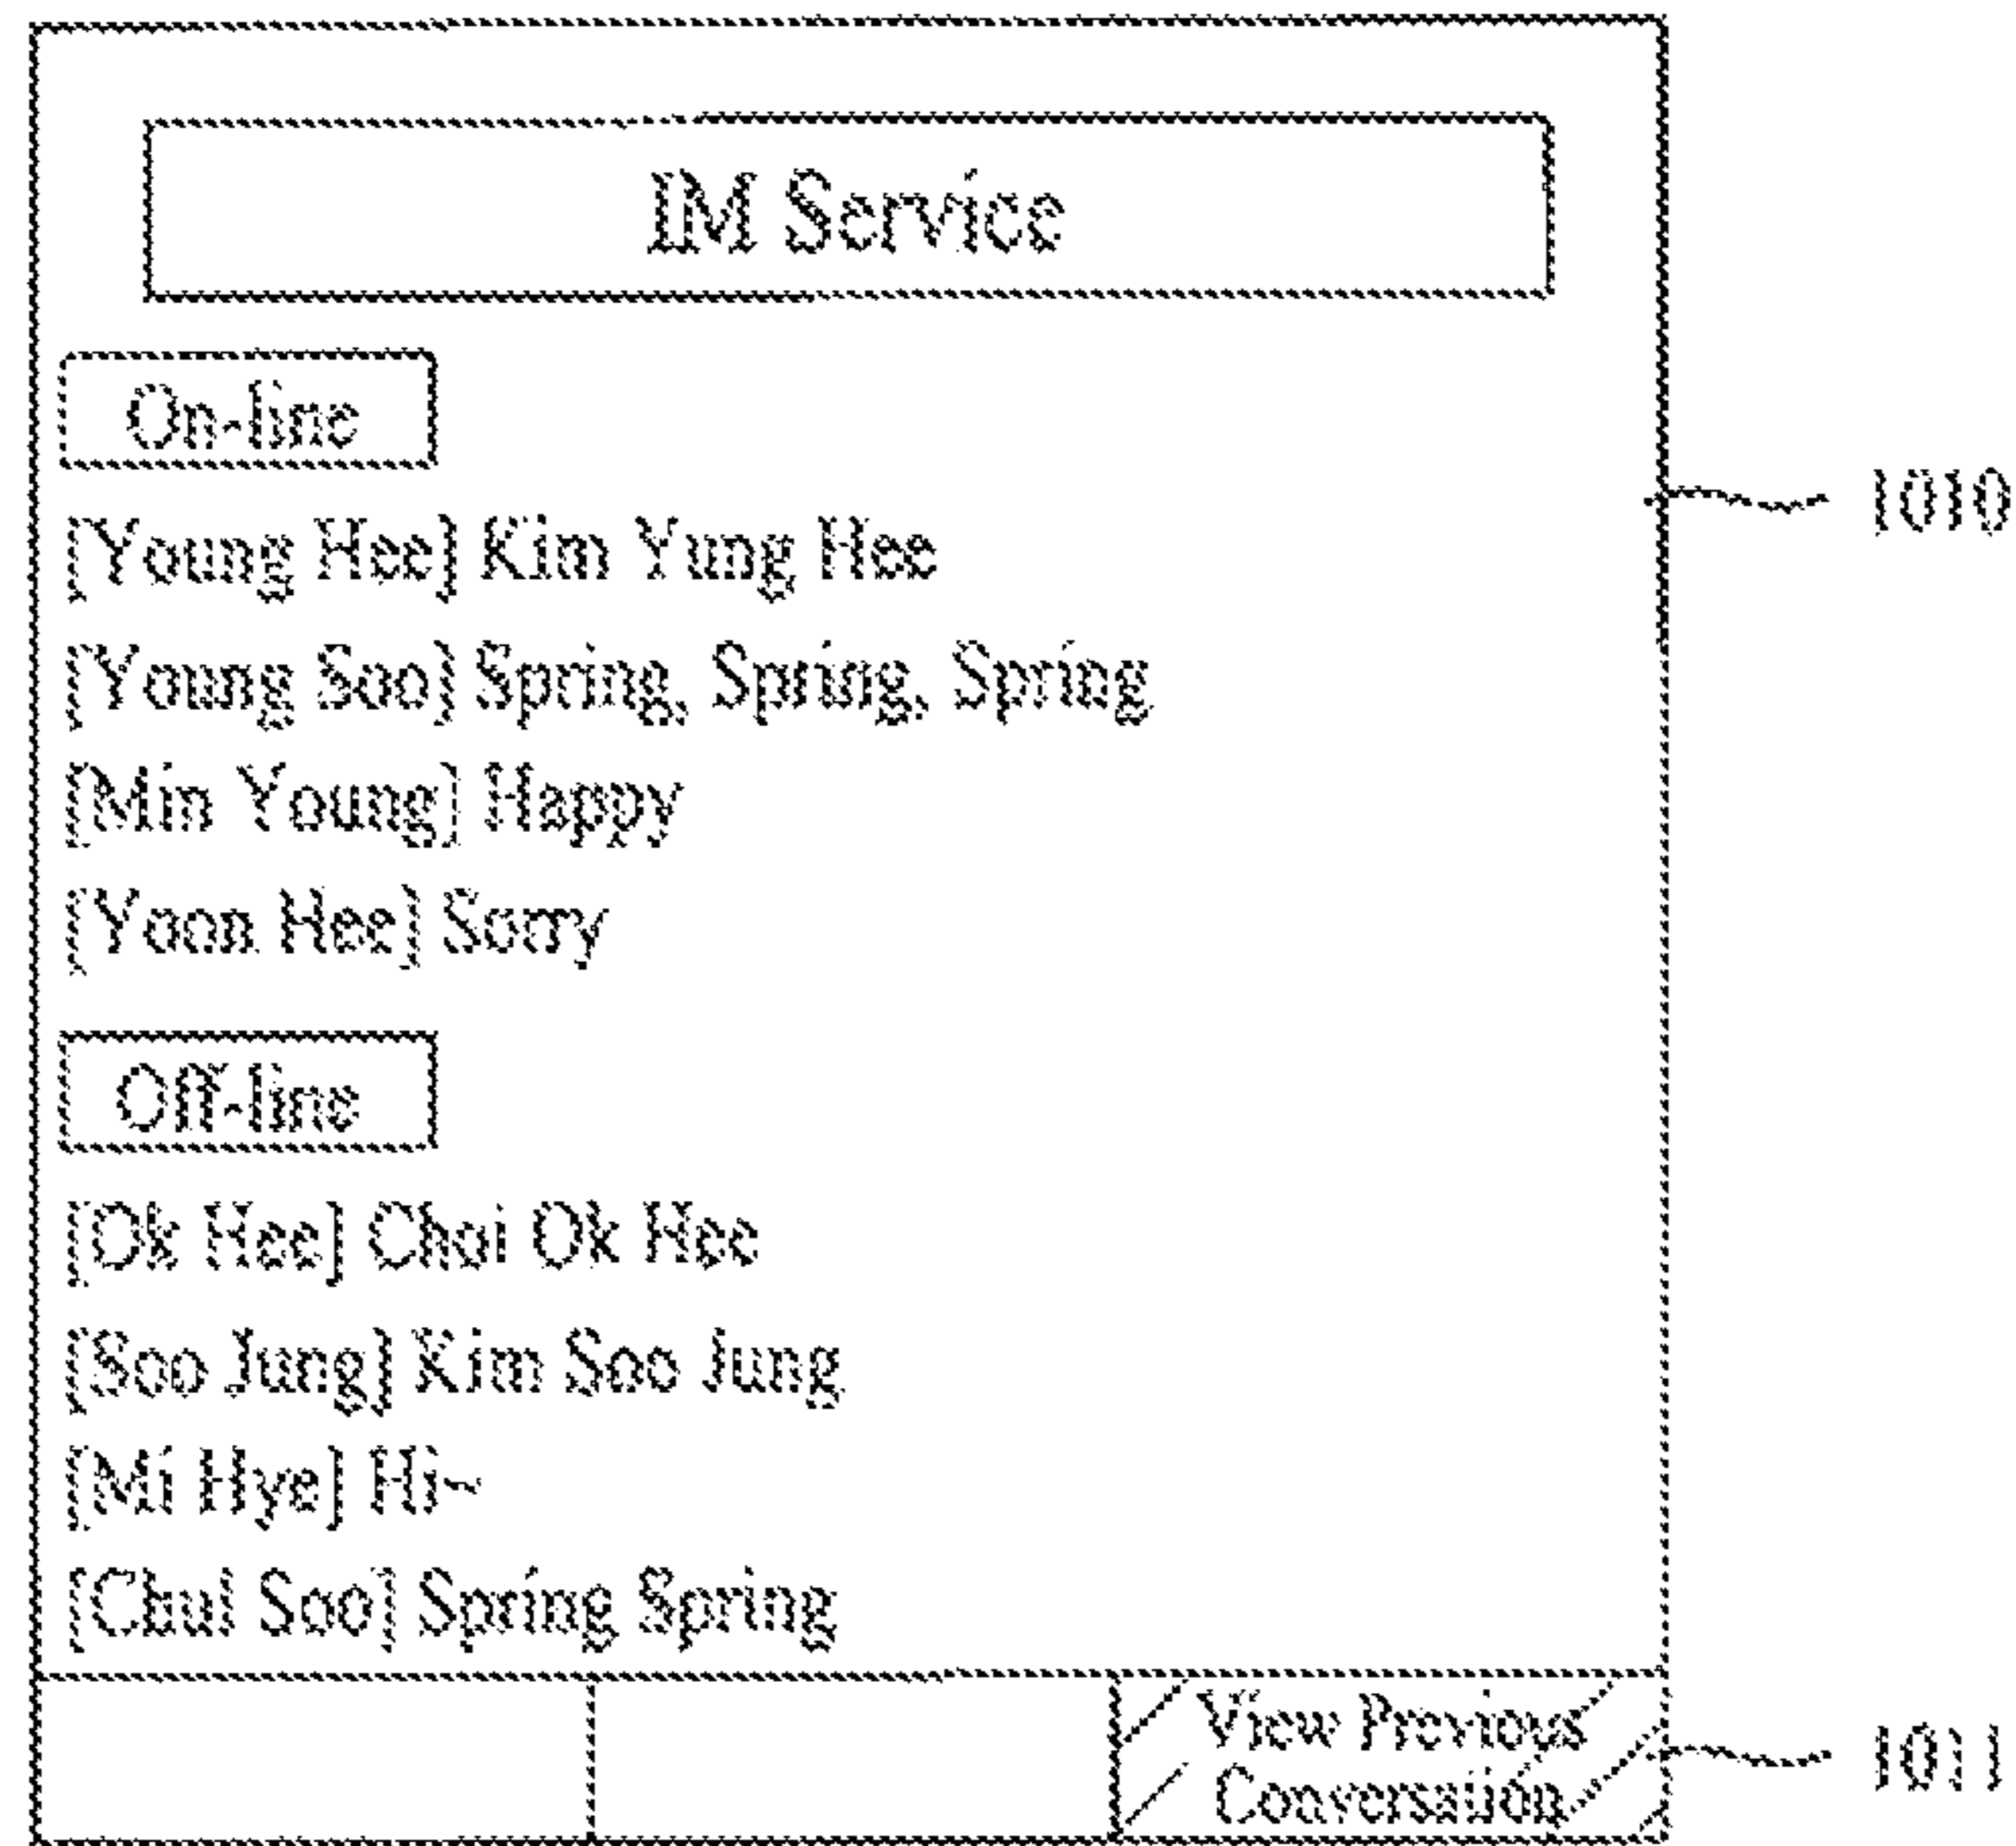 IM Service
On-line
[Young Hee] Kim Yung Hee
[Young Soo] Spring, Spring, Spring
[Min Young] Happy
[Yoon Hee] Sorry
Off-line
[Ok Hee] Choi Ok Hee
[Soo Jung] Kim Soo Jung
[Mi Hye] Hi~
[Chul Soo] Spring Spring
View Previous
Conversation
1010
1011